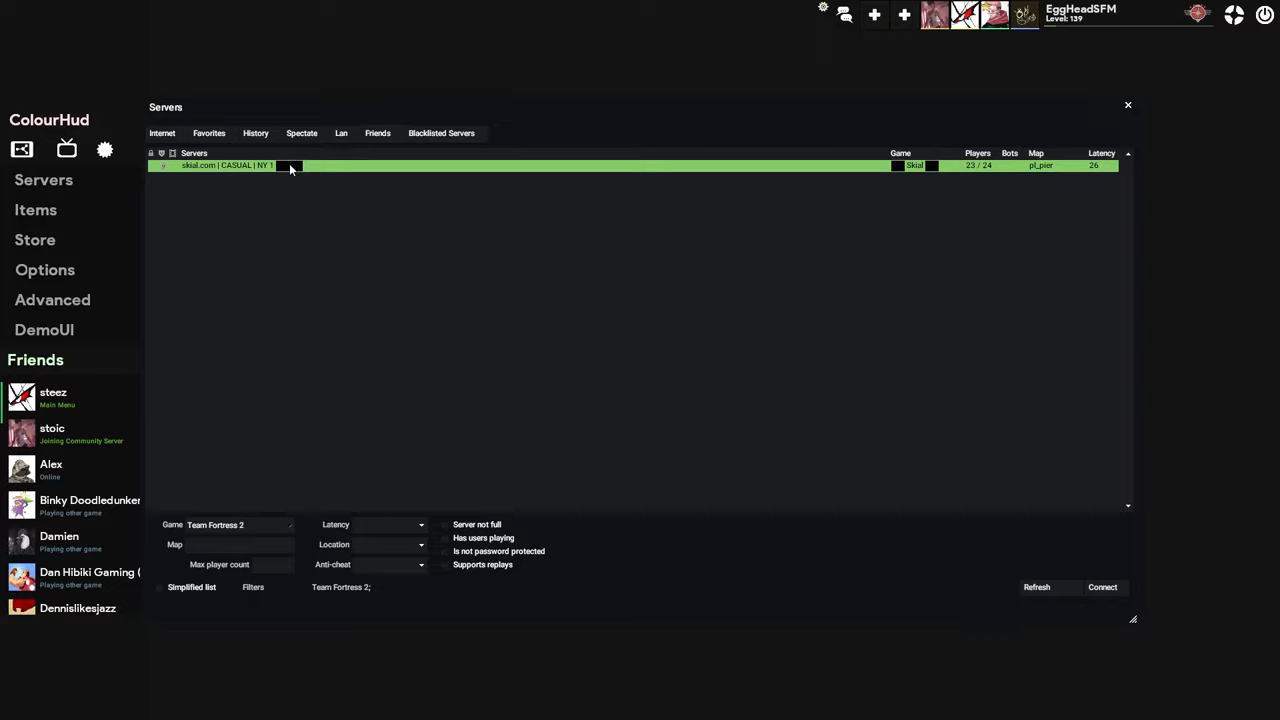 EggHeadSFM
Level: 139
Servers
ColourHud
Internet Favorites History Spectate Lan Friends Blacklisted Servers
Servers Game Players Bots Map Latency
skial.com | CASUAL | NY 1 Skial 23 / 24 pl_pier 26
Servers
Items
Store
Options
Advanced
DemoUI
Friends
steez
Main Menu
stoic
Joining Community Server
Alex
Online
Binky Doodledunker
Playing other game
Damien
Playing other game
Dan Hibiki Gaming (
Playing other game
Dennislikesjazz
Game Team Fortress 2 Latency Server not full
Has users playing
Map Location Is not password protected
Max player count Anti-cheat Supports replays
Simplified list Filters Team Fortress 2; Refresh Connect